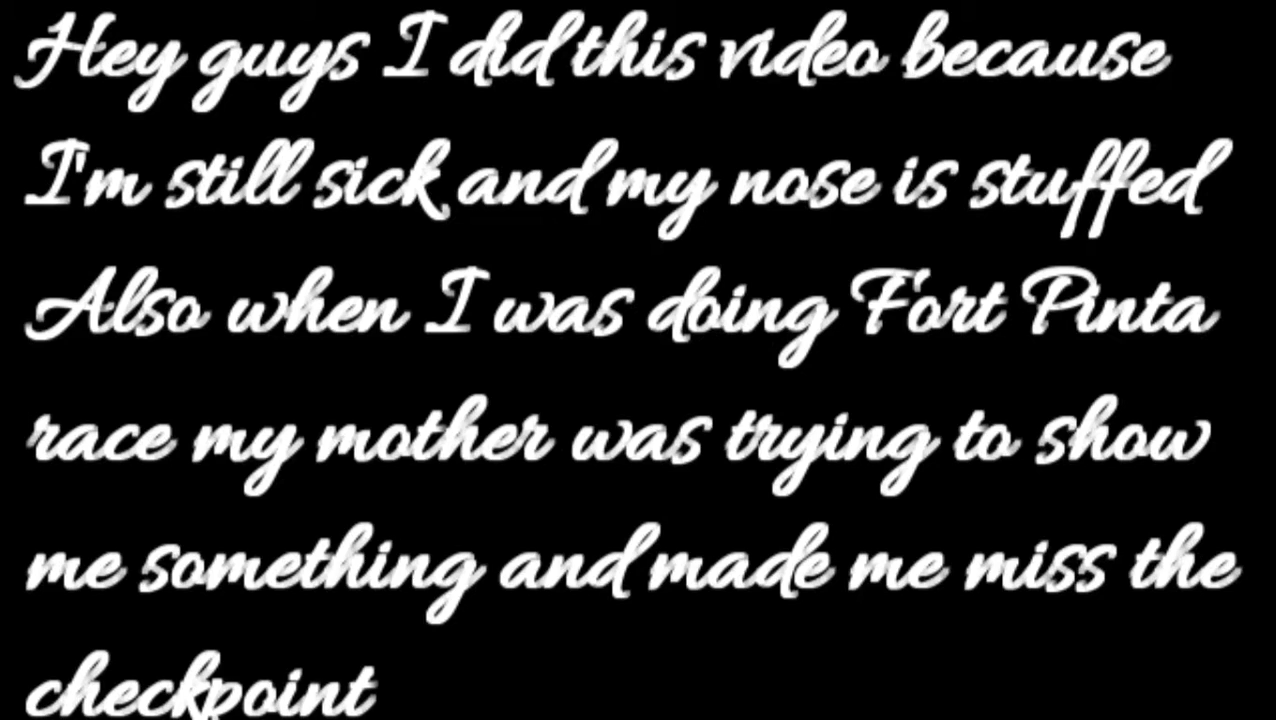 Hey guys I did this video because
I'm still sick and my nose is stuffed
Also when I was doing Fort Pinta
race my mother was trying to show
me something and made me miss the
checkpoint